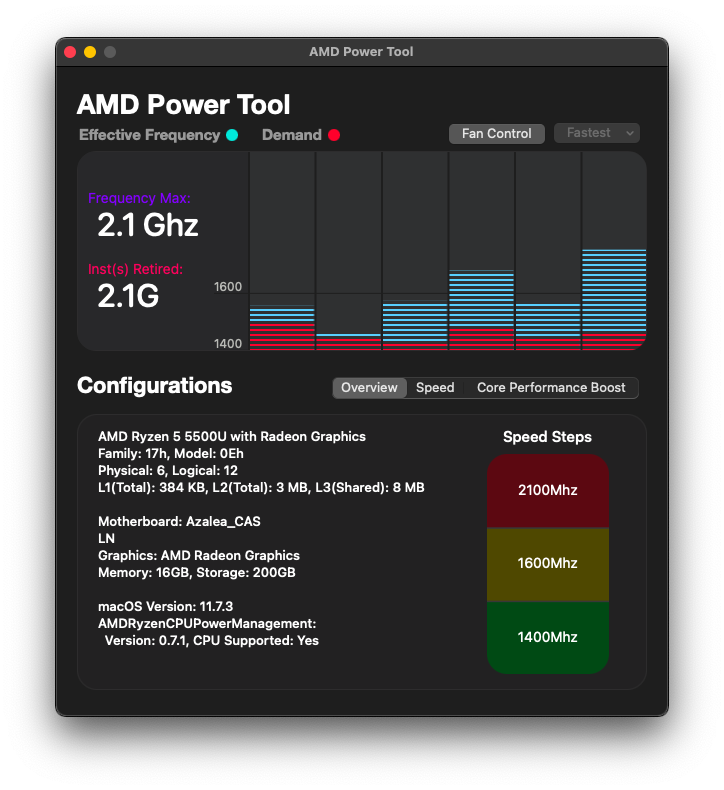 AMD Power Tool
AMD Power Tool
Effective Frequency
Demand
Fan Control
Fastest
Frequency Max:
2.1 Ghz
Inst(s) Retired:
2.1G
1600
1400
Configurations
Overview
Speed
Core Performance Boost
AMD Ryzen 5 5500U with Radeon Graphics
Family: 17h, Model: 0Eh
Physical: 6, Logical: 12
L1(Total): 384 KB, L2(Total): 3 MB, L3(Shared): 8 MB
Motherboard: Azalea_CAS
LN
Graphics: AMD Radeon Graphics
Memory: 16GB, Storage: 200GB
macOS Version: 11.7.3
AMDRyzenCPUPowerManagement:
Version: 0.7.1, CPU Supported: Yes
Speed Steps
2100Mhz
1600Mhz
1400Mhz